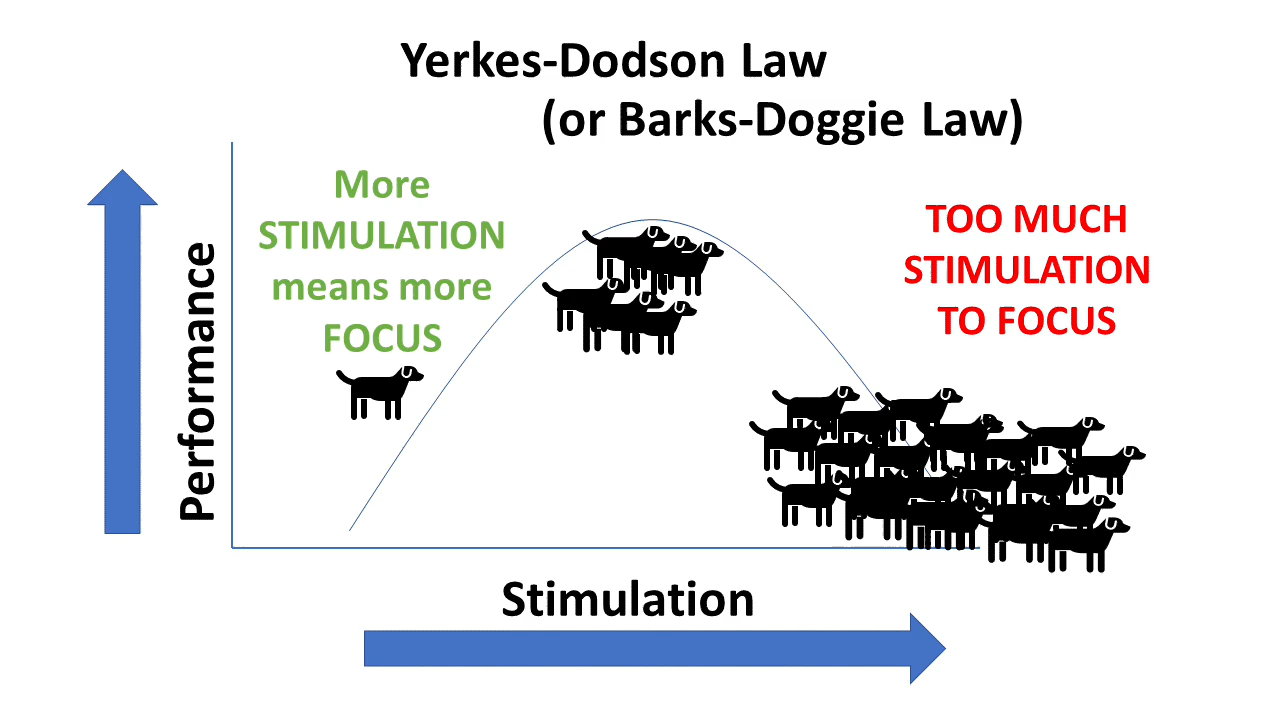 Yerkes-Dodson Law
(or Barks-Doggie Law)
More
STIMULATION
means more
FOCUS
TOO MUCH
STIMULATION
TO FOCUS
Performance
Stimulation